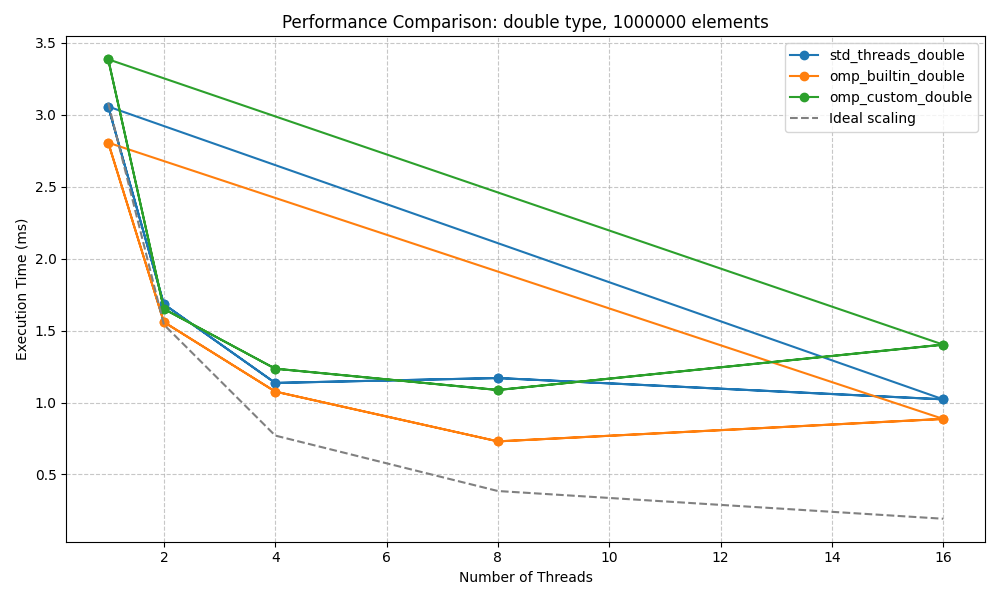 Performance Comparison: double type, 1000000 elements
std_threads_double
omp_builtin_double
omp_custom_double
Ideal scaling
Execution Time (ms)
3.5
3.0
2.5
2.0
1.5
1.0
0.5
2 4 6 8 10 12 14 16
Number of Threads